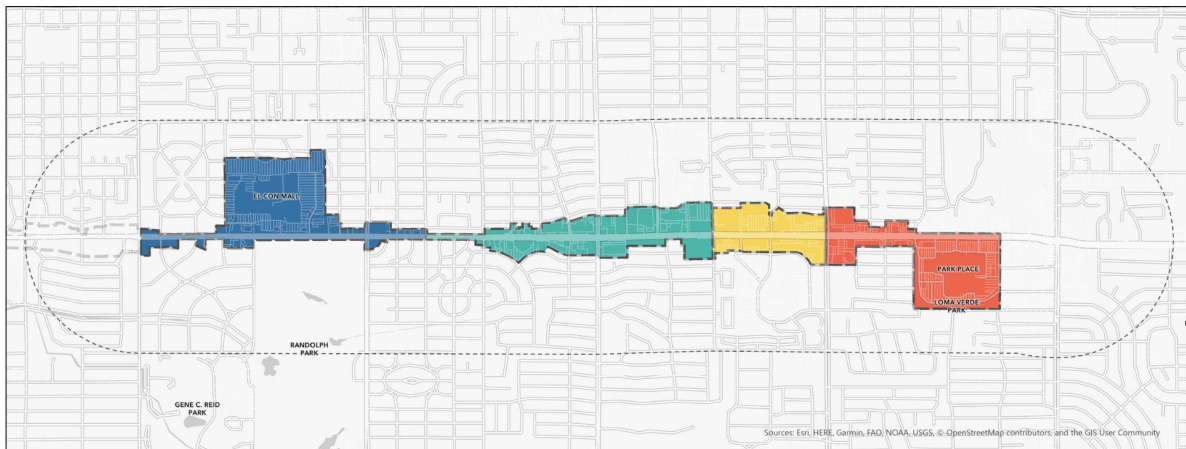 EL CON MALL
PARK PLACE
LOMA VERDE
PARK
RANDOLPH
PARK
GENE C. REID
PARK
Sources: Esri, HERE, Garmin, FAO, NOAA, USGS, © OpenStreetMap contributors, and the GIS User Community